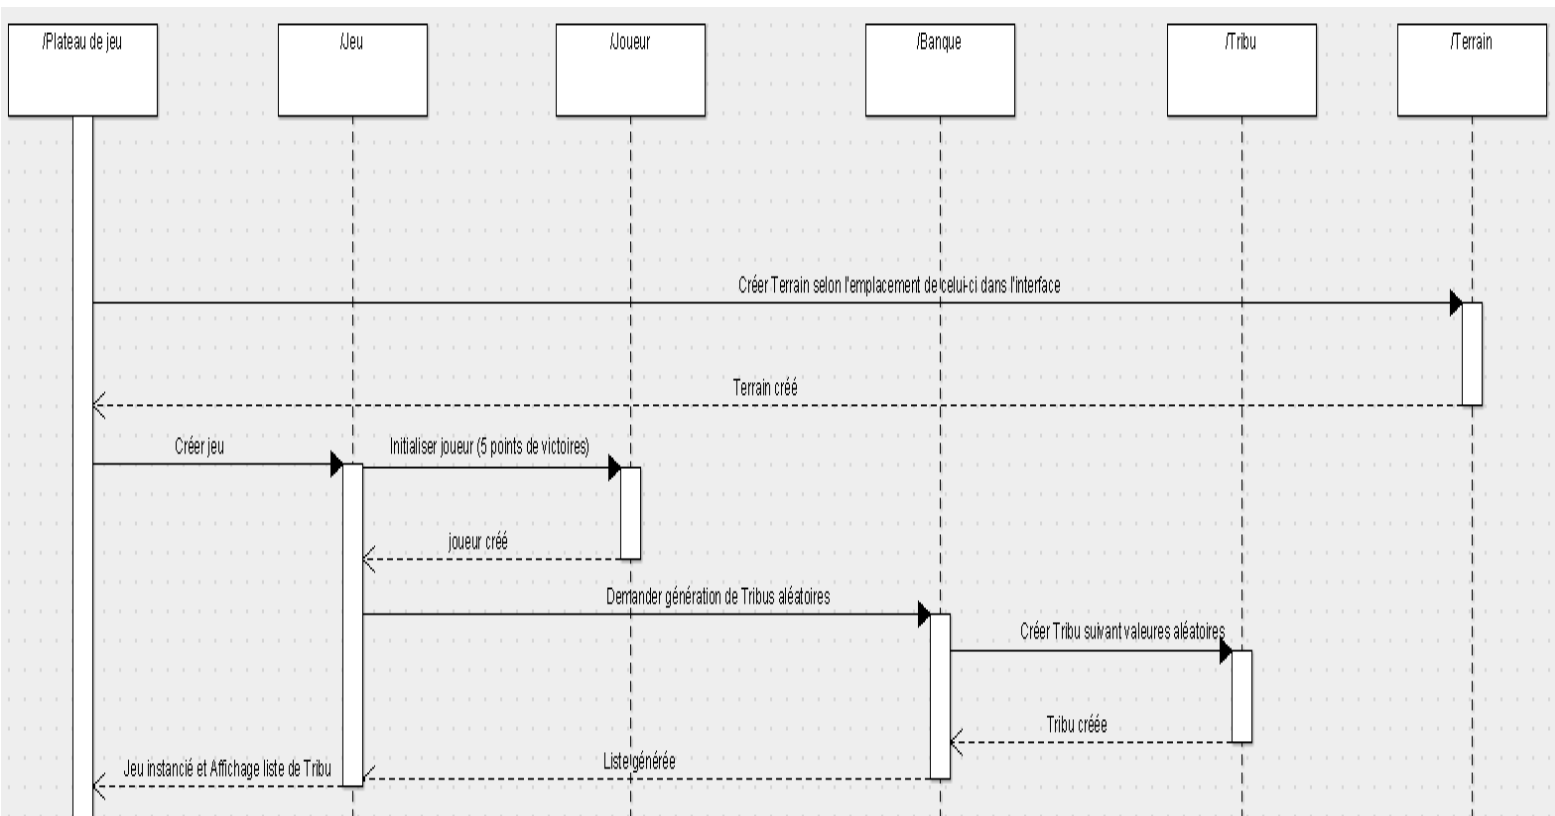 /Plateau de jeu
/Jeu
/Joueur
/Banque
/Tribu
/Terrain
Créer Terrain selon l'emplacement de celui-ci dans l'interface
Terrain créé
Créer jeu
Initialiser joueur (5 points de victoires)
joueur créé
Demander génération de Tribus aléatoires
Créer Tribu suivant valeures aléatoires
Tribu créée
Liste générée
Jeu instancié et Affichage liste de Tribu